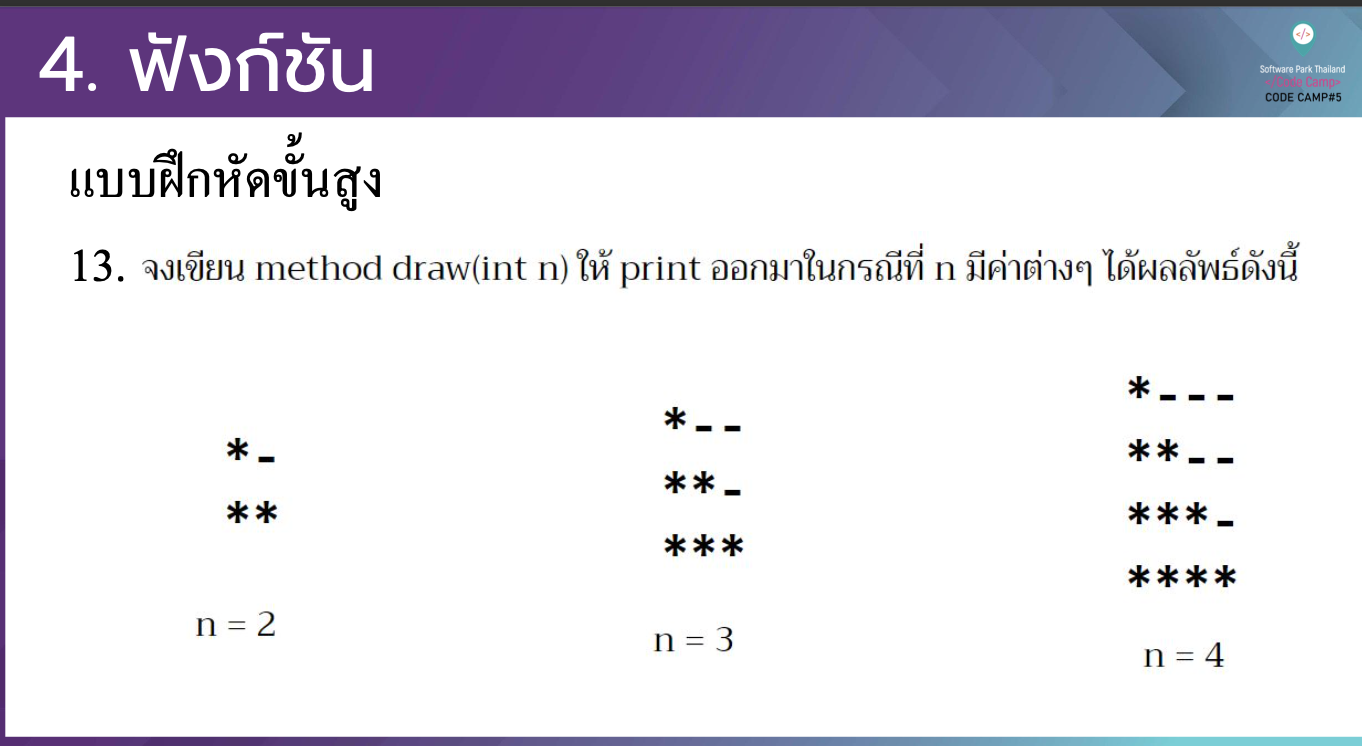 4. ฟังก์ชัน
Software Park Thailand
</Code Camp>
CODE CAMP#5
แบบฝึกหัดขั้นสูง
13. จงเขียน method draw(int n) ให้ print ออกมาในกรณีที่ n มีค่าต่างๆ ได้ผลลัพธ์ดังนี้
*-
**
n = 2
*--
**-
***
n = 3
*---
**--
***-
****
n = 4